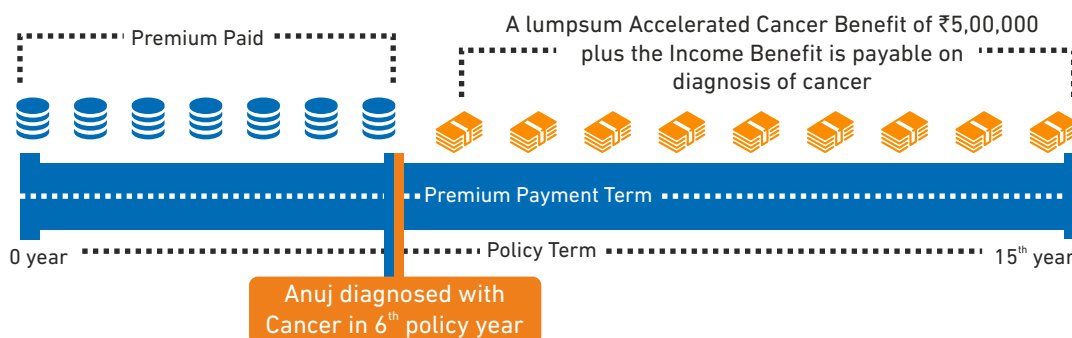 A lumpsum Accelerated Cancer Benefit of ₹5,00,000
Premium Paid
plus the Income Benefit is payable on
diagnosis of cancer
Premium Payment Term
0 year
Policy Term
15th year
Anuj diagnosed with
Cancer in 6th policy year